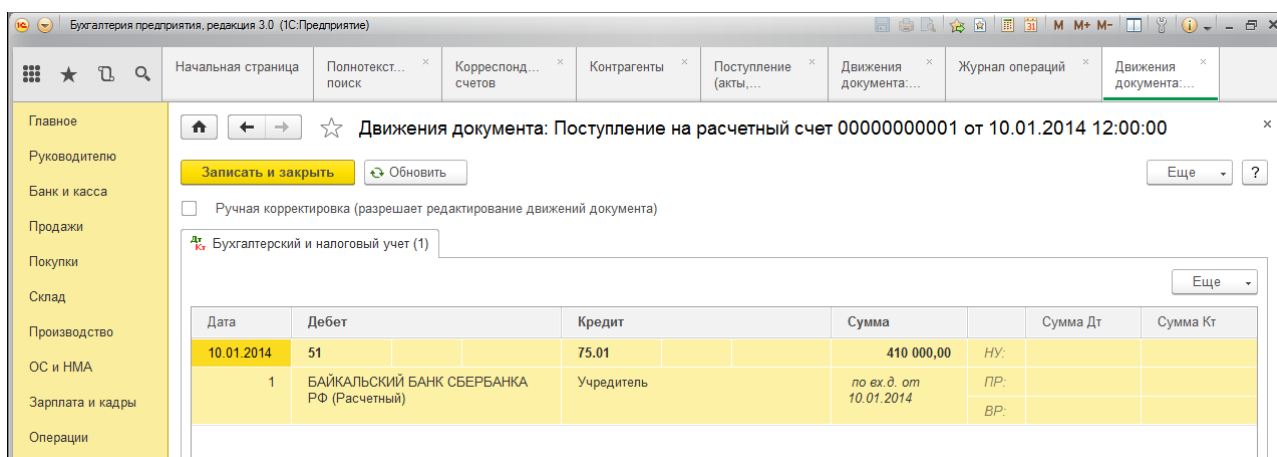 1С Бухгалтерия предприятия, редакция 3.0 (1С:Предприятие) 31 M M+ M-
Начальная страница Полнотекст... поиск Корреспонд... счетов Контрагенты Поступление (акты,... Движения документа:... Журнал операций Движения документа:...
Главное
Движения документа: Поступление на расчетный счет 00000000001 от 10.01.2014 12:00:00
Руководителю
Записать и закрыть Обновить Еще ?
Банк и касса
Ручная корректировка (разрешает редактирование движений документа)
Продажи
Дт Кт Бухгалтерский и налоговый учет (1)
Покупки
Еще
Склад
Дата Дебет Кредит Сумма Сумма Дт Сумма Кт
Производство
10.01.2014 51 75.01 410 000,00 НУ:
ОС и НМА
1 БАЙКАЛЬСКИЙ БАНК СБЕРБАНКА Учредитель по вх.д. от ПР:
РФ (Расчетный) 10.01.2014
Зарплата и кадры
ВР:
Операции